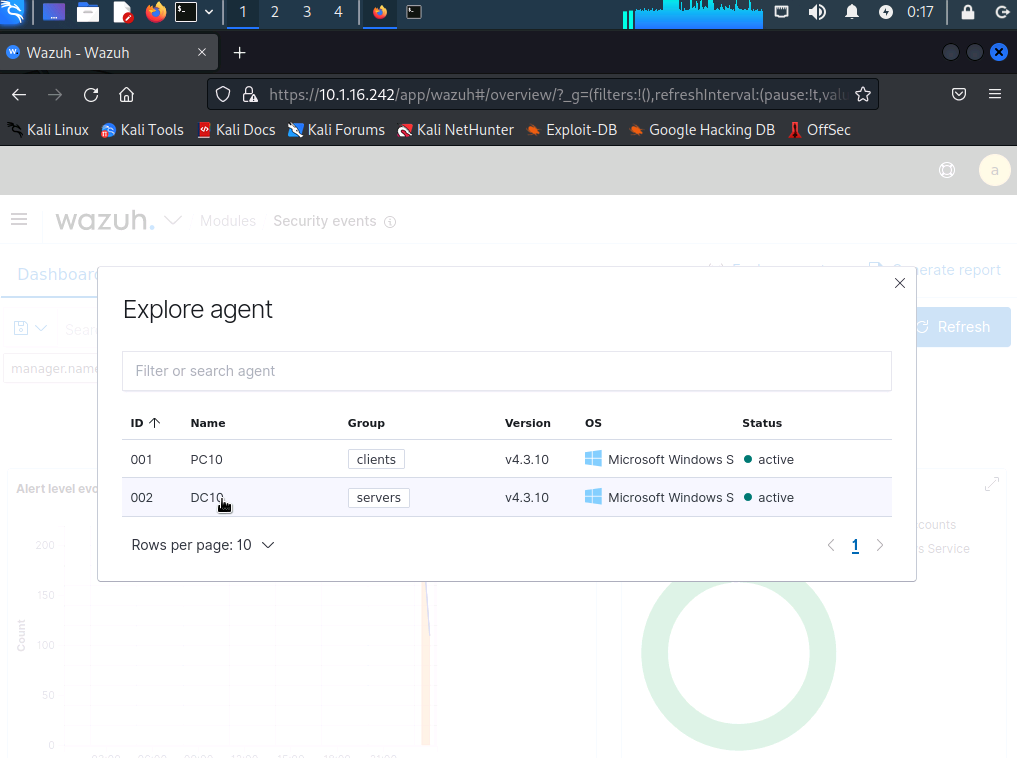 1 2 3 4 0:17
Wazuh - Wazuh
https://10.1.16.242/app/wazuh#/overview/?_g=(filters:!(),refreshInterval:(pause:!t,valu
Kali Linux Kali Tools Kali Docs Kali Forums Kali NetHunter Exploit-DB Google Hacking DB OffSec
a
wazuh. Modules Security events
Dashboard Generate report
Sear Refresh
manager.name
Explore agent
Filter or search agent
ID Name Group Version OS Status
001 PC10 clients v4.3.10 Microsoft Windows S active
002 DC10 servers v4.3.10 Microsoft Windows S active
Rows per page: 10 1
Alert level evo
counts
s Service
200
150
100
50
0
Count